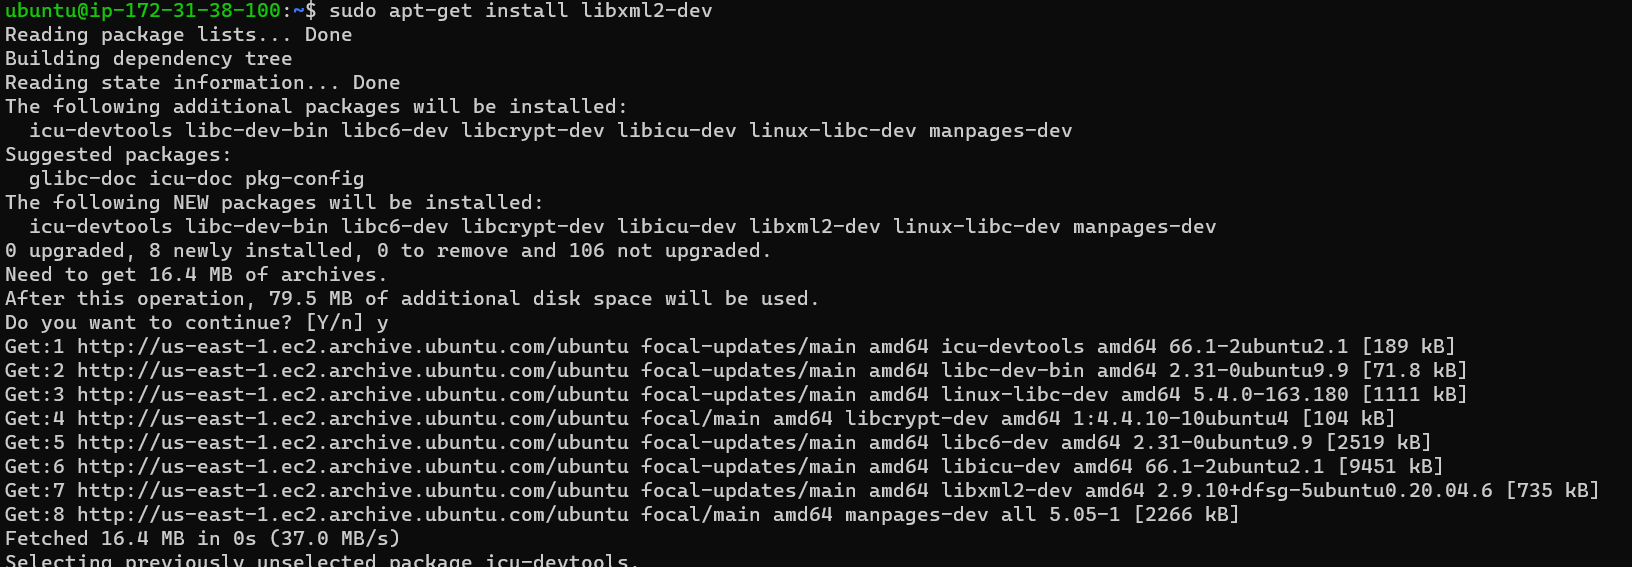 ubuntu@ip-172-31-38-100:~$ sudo apt-get install libxml2-dev
Reading package lists... Done
Building dependency tree
Reading state information... Done
The following additional packages will be installed:
  icu-devtools libc-dev-bin libc6-dev libcrypt-dev libicu-dev linux-libc-dev manpages-dev
Suggested packages:
  glibc-doc icu-doc pkg-config
The following NEW packages will be installed:
  icu-devtools libc-dev-bin libc6-dev libcrypt-dev libicu-dev libxml2-dev linux-libc-dev manpages-dev
0 upgraded, 8 newly installed, 0 to remove and 106 not upgraded.
Need to get 16.4 MB of archives.
After this operation, 79.5 MB of additional disk space will be used.
Do you want to continue? [Y/n] y
Get:1 http://us-east-1.ec2.archive.ubuntu.com/ubuntu focal-updates/main amd64 icu-devtools amd64 66.1-2ubuntu2.1 [189 kB]
Get:2 http://us-east-1.ec2.archive.ubuntu.com/ubuntu focal-updates/main amd64 libc-dev-bin amd64 2.31-0ubuntu9.9 [71.8 kB]
Get:3 http://us-east-1.ec2.archive.ubuntu.com/ubuntu focal-updates/main amd64 linux-libc-dev amd64 5.4.0-163.180 [1111 kB]
Get:4 http://us-east-1.ec2.archive.ubuntu.com/ubuntu focal/main amd64 libcrypt-dev amd64 1:4.4.10-10ubuntu4 [104 kB]
Get:5 http://us-east-1.ec2.archive.ubuntu.com/ubuntu focal-updates/main amd64 libc6-dev amd64 2.31-0ubuntu9.9 [2519 kB]
Get:6 http://us-east-1.ec2.archive.ubuntu.com/ubuntu focal-updates/main amd64 libicu-dev amd64 66.1-2ubuntu2.1 [9451 kB]
Get:7 http://us-east-1.ec2.archive.ubuntu.com/ubuntu focal-updates/main amd64 libxml2-dev amd64 2.9.10+dfsg-5ubuntu0.20.04.6 [735 kB]
Get:8 http://us-east-1.ec2.archive.ubuntu.com/ubuntu focal/main amd64 manpages-dev all 5.05-1 [2266 kB]
Fetched 16.4 MB in 0s (37.0 MB/s)
Selecting previously unselected package icu-devtools.